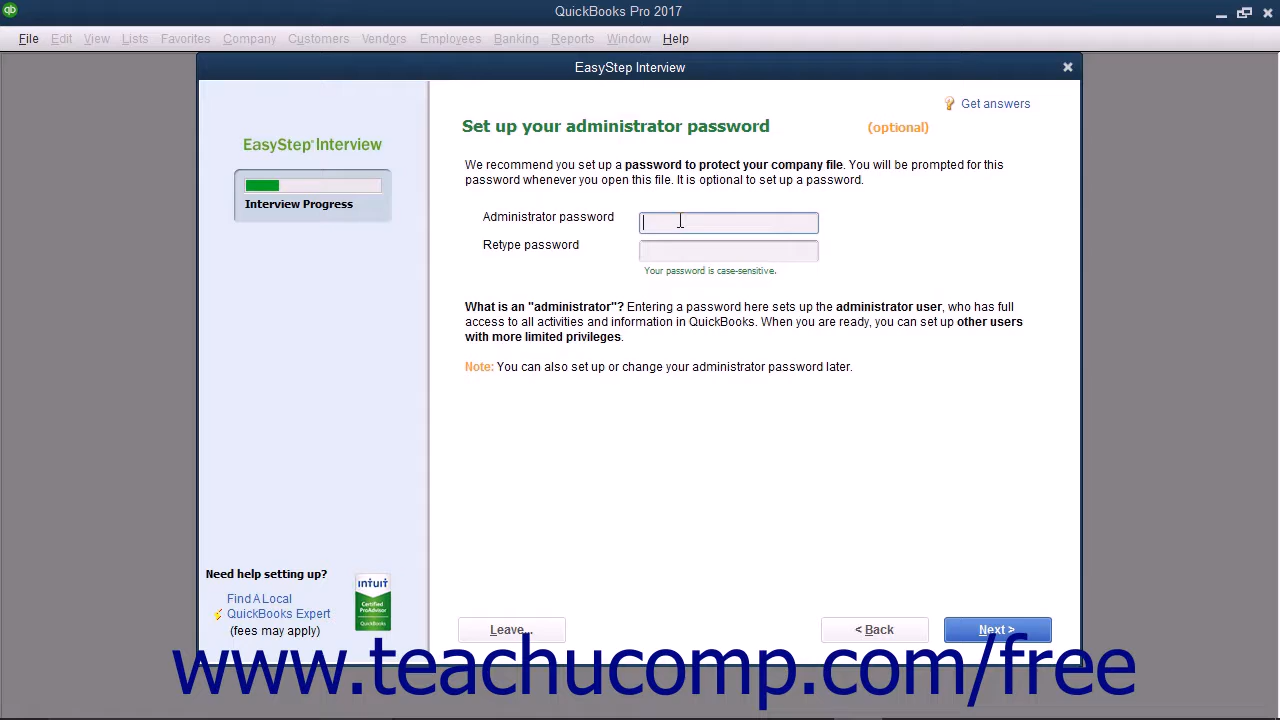 qb
QuickBooks Pro 2017
File Edit View Lists Favorites Company Customers Vendors Employees Banking Reports Window Help
EasyStep Interview
Get answers
EasyStep® Interview
Interview Progress
Set up your administrator password (optional)
We recommend you set up a password to protect your company file. You will be prompted for this
password whenever you open this file. It is optional to set up a password.
Administrator password
Retype password
Your password is case-sensitive.
What is an "administrator"? Entering a password here sets up the administrator user, who has full
access to all activities and information in QuickBooks. When you are ready, you can set up other users
with more limited privileges.
Note: You can also set up or change your administrator password later.
Need help setting up?
Find A Local
QuickBooks Expert
(fees may apply)
intuit
Certified
ProAdvisor
QuickBooks
Leave... < Back Next >
www.teachucomp.com/free